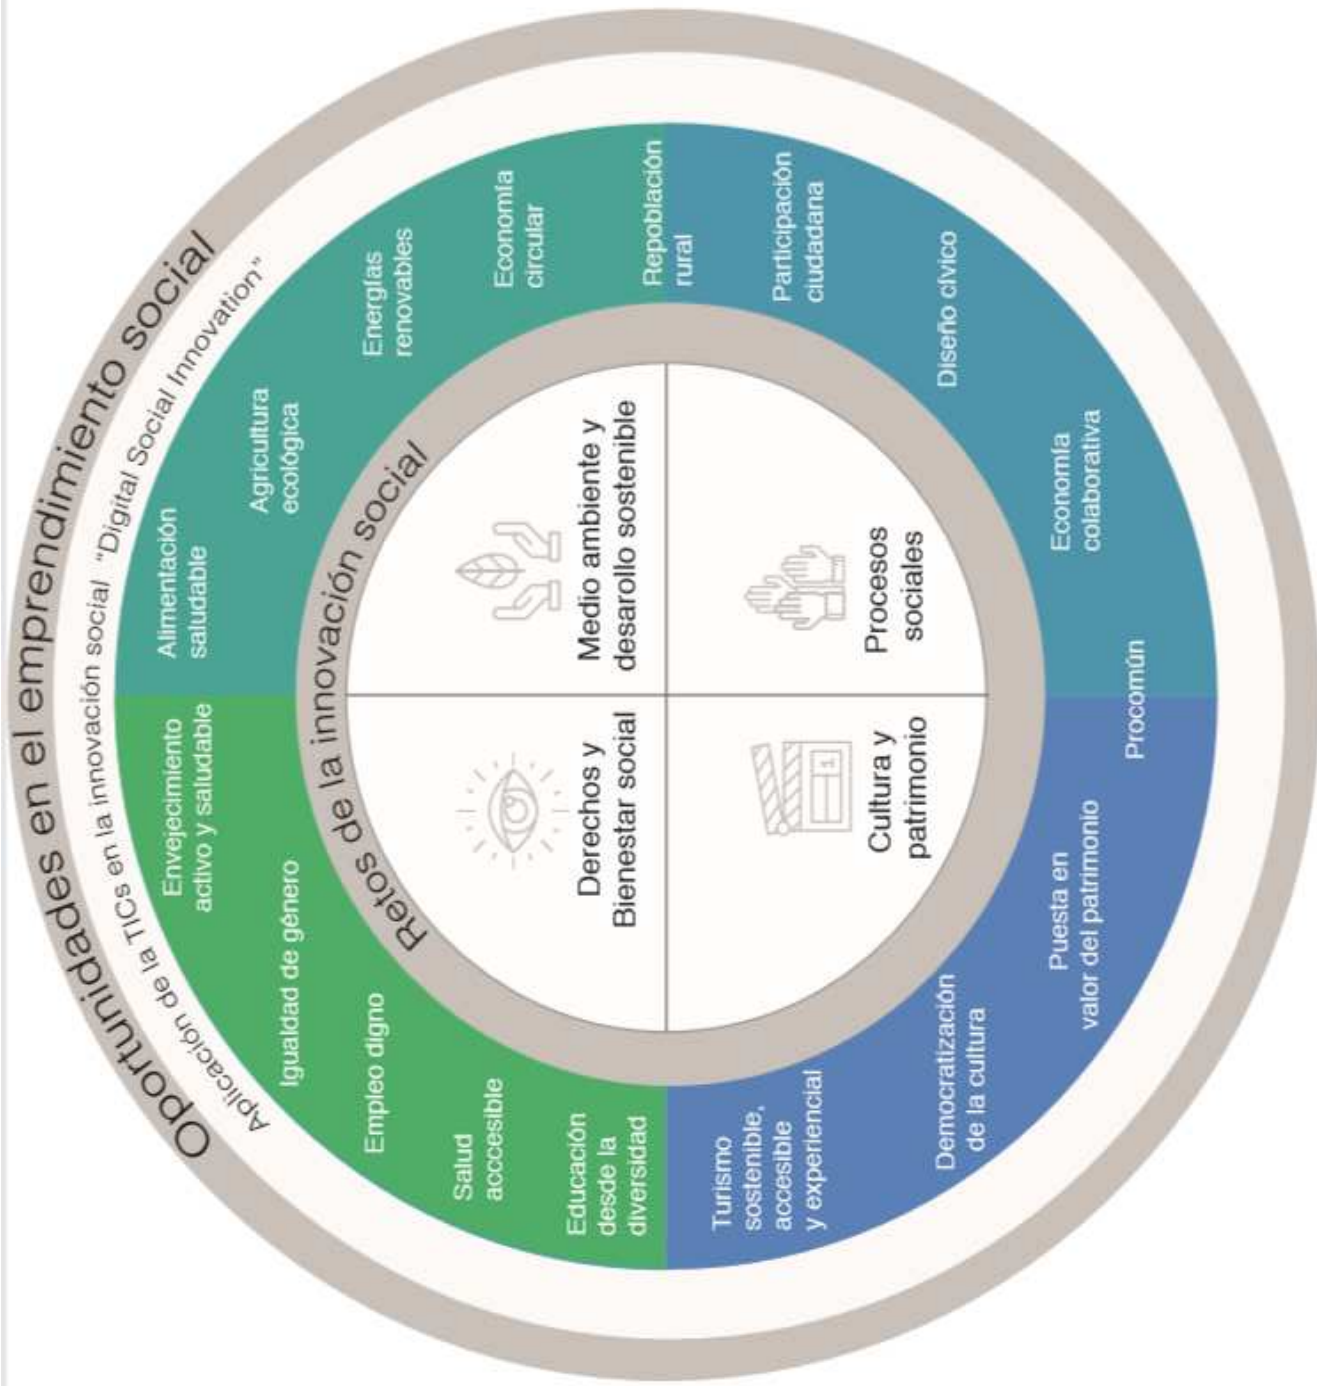 Oportunidades en el emprendimiento social
Aplicación de la TICs en la innovación social "Digital Social Innovation"
Envejecimiento
activo y saludable
Igualdad de género
Empleo digno
Salud
acccesible
Educación
desde la
diversidad
Alimentación
saludable
Agricultura
ecológica
Energías
renovables
Economía
circular
Repoblación
rural
Participación
ciudadana
Diseño cívico
Economía
colaborativa
Procomún
Puesta en
valor del patrimonio
Democratización
de la cultura
Turismo
sostenible,
accesible
y experiencial
Retos de la innovación social
Derechos y
Bienestar social
Medio ambiente y
desarollo sostenible
Cultura y
patrimonio
1
Procesos
sociales